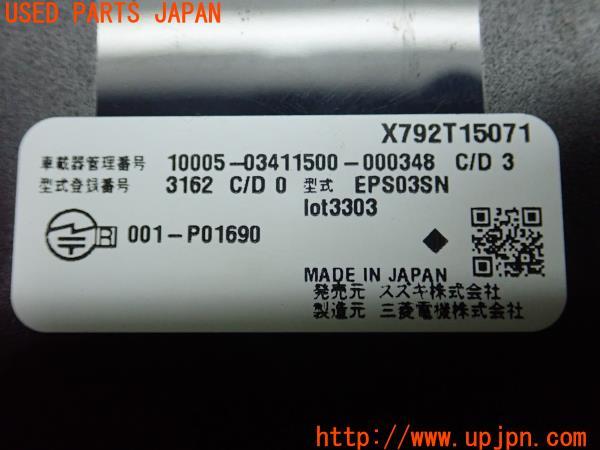 USED PARTS JAPAN
X792T15071
車載器管理番号 10005-03411500-000348 C/D 3
型式登録番号 3162 C/D 0 型式 EPS03SN
lot3303
R 001-P01690
MADE IN JAPAN
発売元 スズキ株式会社
製造元 三菱電機株式会社
UPJ
http://www.upjpn.com/